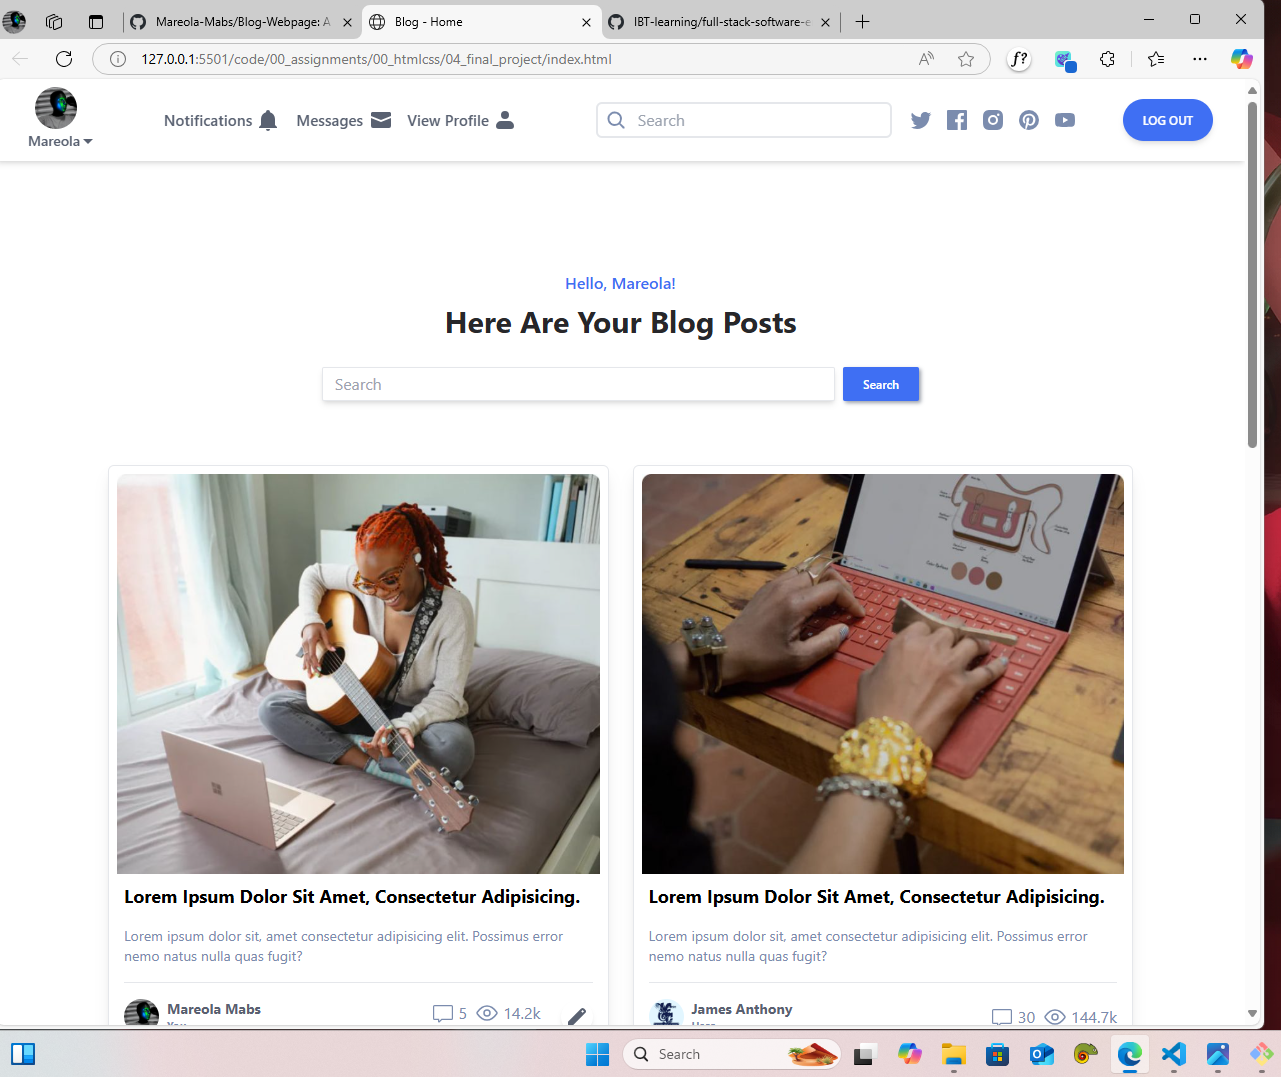 Mareola-Mabs/Blog-Webpage: A
Blog - Home
IBT-learning/full-stack-software-e
127.0.0.1:5501/code/00_assignments/00_htmlcss/04_final_project/index.html
Mareola
Notifications
Messages
View Profile
Search
LOG OUT
Hello, Mareola!
Here Are Your Blog Posts
Search
Search
Lorem Ipsum Dolor Sit Amet, Consectetur Adipisicing.
Lorem ipsum dolor sit, amet consectetur adipisicing elit. Possimus error
nemo natus nulla quas fugit?
Mareola Mabs
5
14.2k
Lorem Ipsum Dolor Sit Amet, Consectetur Adipisicing.
Lorem ipsum dolor sit, amet consectetur adipisicing elit. Possimus error
nemo natus nulla quas fugit?
James Anthony
30
144.7k
Search